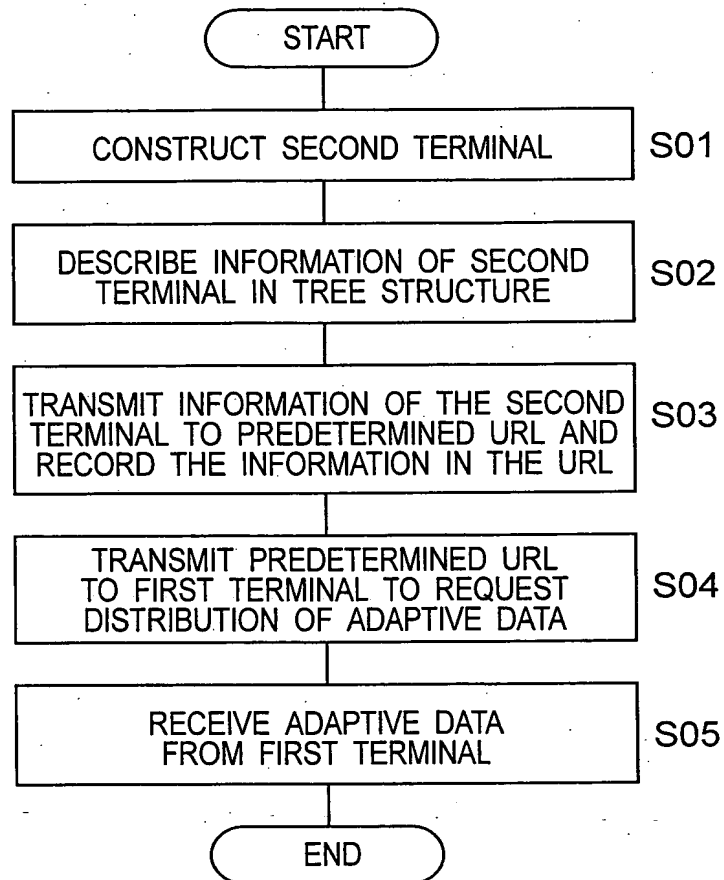 START
CONSTRUCT SECOND TERMINAL
S01
DESCRIBE INFORMATION OF SECOND
TERMINAL IN TREE STRUCTURE
S02
TRANSMIT INFORMATION OF THE SECOND
TERMINAL TO PREDETERMINED URL AND
RECORD THE INFORMATION IN THE URL
S03
TRANSMIT PREDETERMINED URL
TO FIRST TERMINAL TO REQUEST
DISTRIBUTION OF ADAPTIVE DATA
S04
RECEIVE ADAPTIVE DATA
FROM FIRST TERMINAL
S05
END